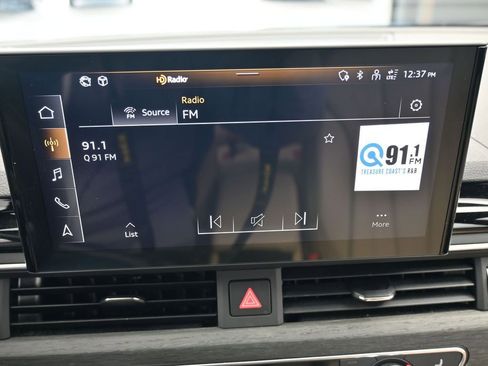 HD Radio
12:37 PM
FM
Source
Radio
FM
91.1
Q 91 FM
Q91.1
FM
TREASURE COAST'S R&B
List
More